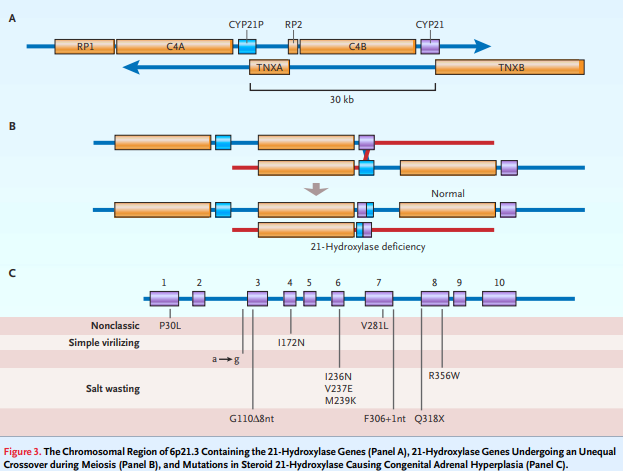 A
CYP21P RP2 CYP21
RP1 C4A C4B
TNXA TNXB
30 kb
B
Normal
21-Hydroxylase deficiency
C
1 2 3 4 5 6 7 8 9 10
Nonclassic P30L V281L
Simple virilizing I172N
a→g
Salt wasting I236N R356W
V237E
M239K
G110Δ8nt F306+1nt Q318X
Figure 3. The Chromosomal Region of 6p21.3 Containing the 21-Hydroxylase Genes (Panel A), 21-Hydroxylase Genes Undergoing an Unequal
Crossover during Meiosis (Panel B), and Mutations in Steroid 21-Hydroxylase Causing Congenital Adrenal Hyperplasia (Panel C).